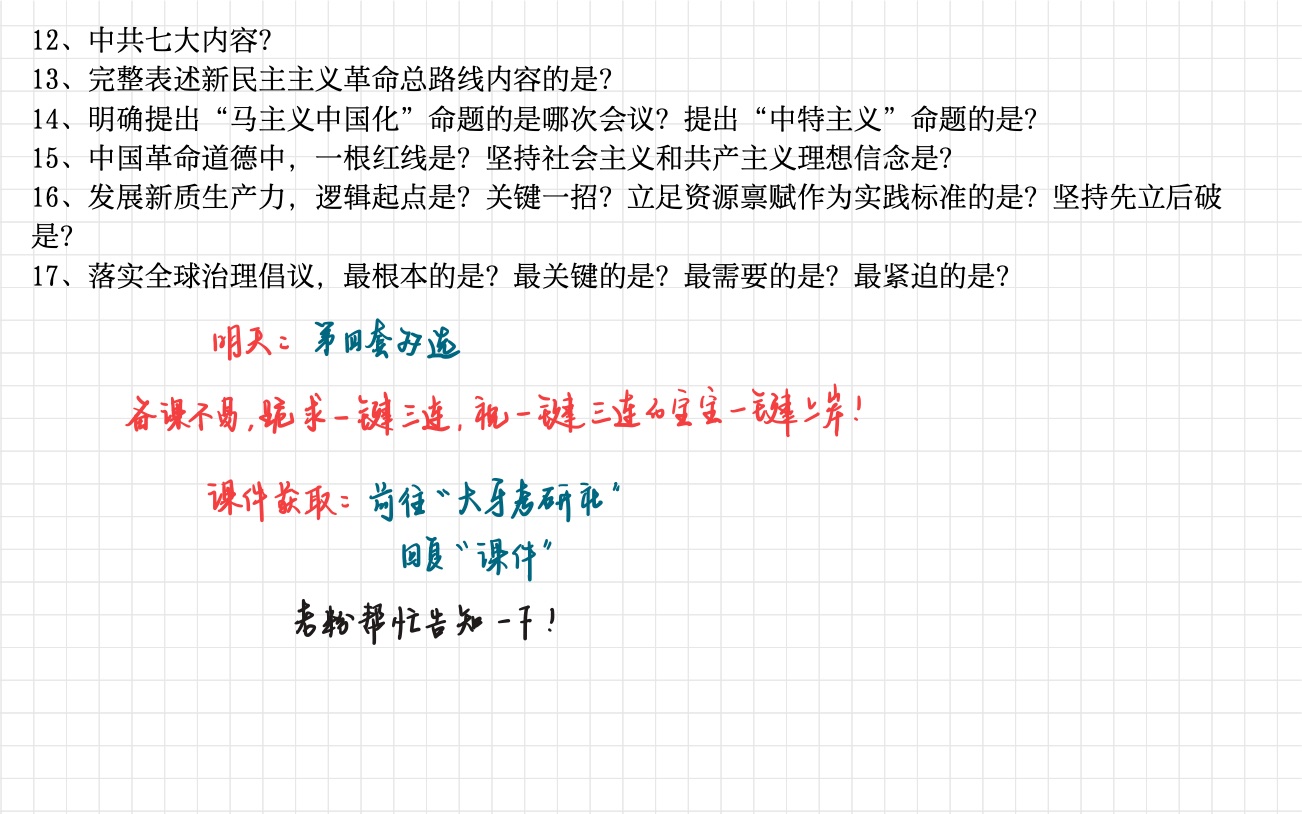 12、中共七大内容？
13、完整表述新民主主义革命总路线内容的是？
14、明确提出“马主义中国化”命题的是哪次会议？提出“中特主义”命题的是？
15、中国革命道德中，一根红线是？坚持社会主义和共产主义理想信念是？
16、发展新质生产力，逻辑起点是？关键一招？立足资源禀赋作为实践标准的是？坚持先立后破
是？
17、落实全球治理倡议，最根本的是？最关键的是？最需要的是？最紧迫的是？
明天：第四套多选
备课不易，跪求一键三连，祝一键三连的宝宝一键上岸！
课件获取：前往“大牙考研社”
回复“课件”
老粉帮忙告知一下！